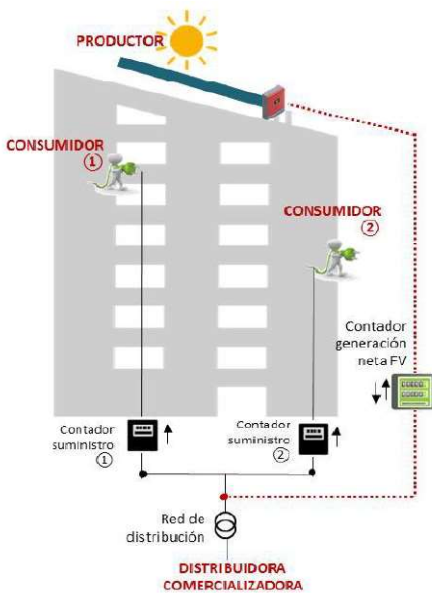 PRODUCTOR
CONSUMIDOR
①
CONSUMIDOR
②
Contador
generación
neta FV
Contador
suministro
①
Contador
suministro
②
Red de
distribución
DISTRIBUIDORA
COMERCIALIZADORA